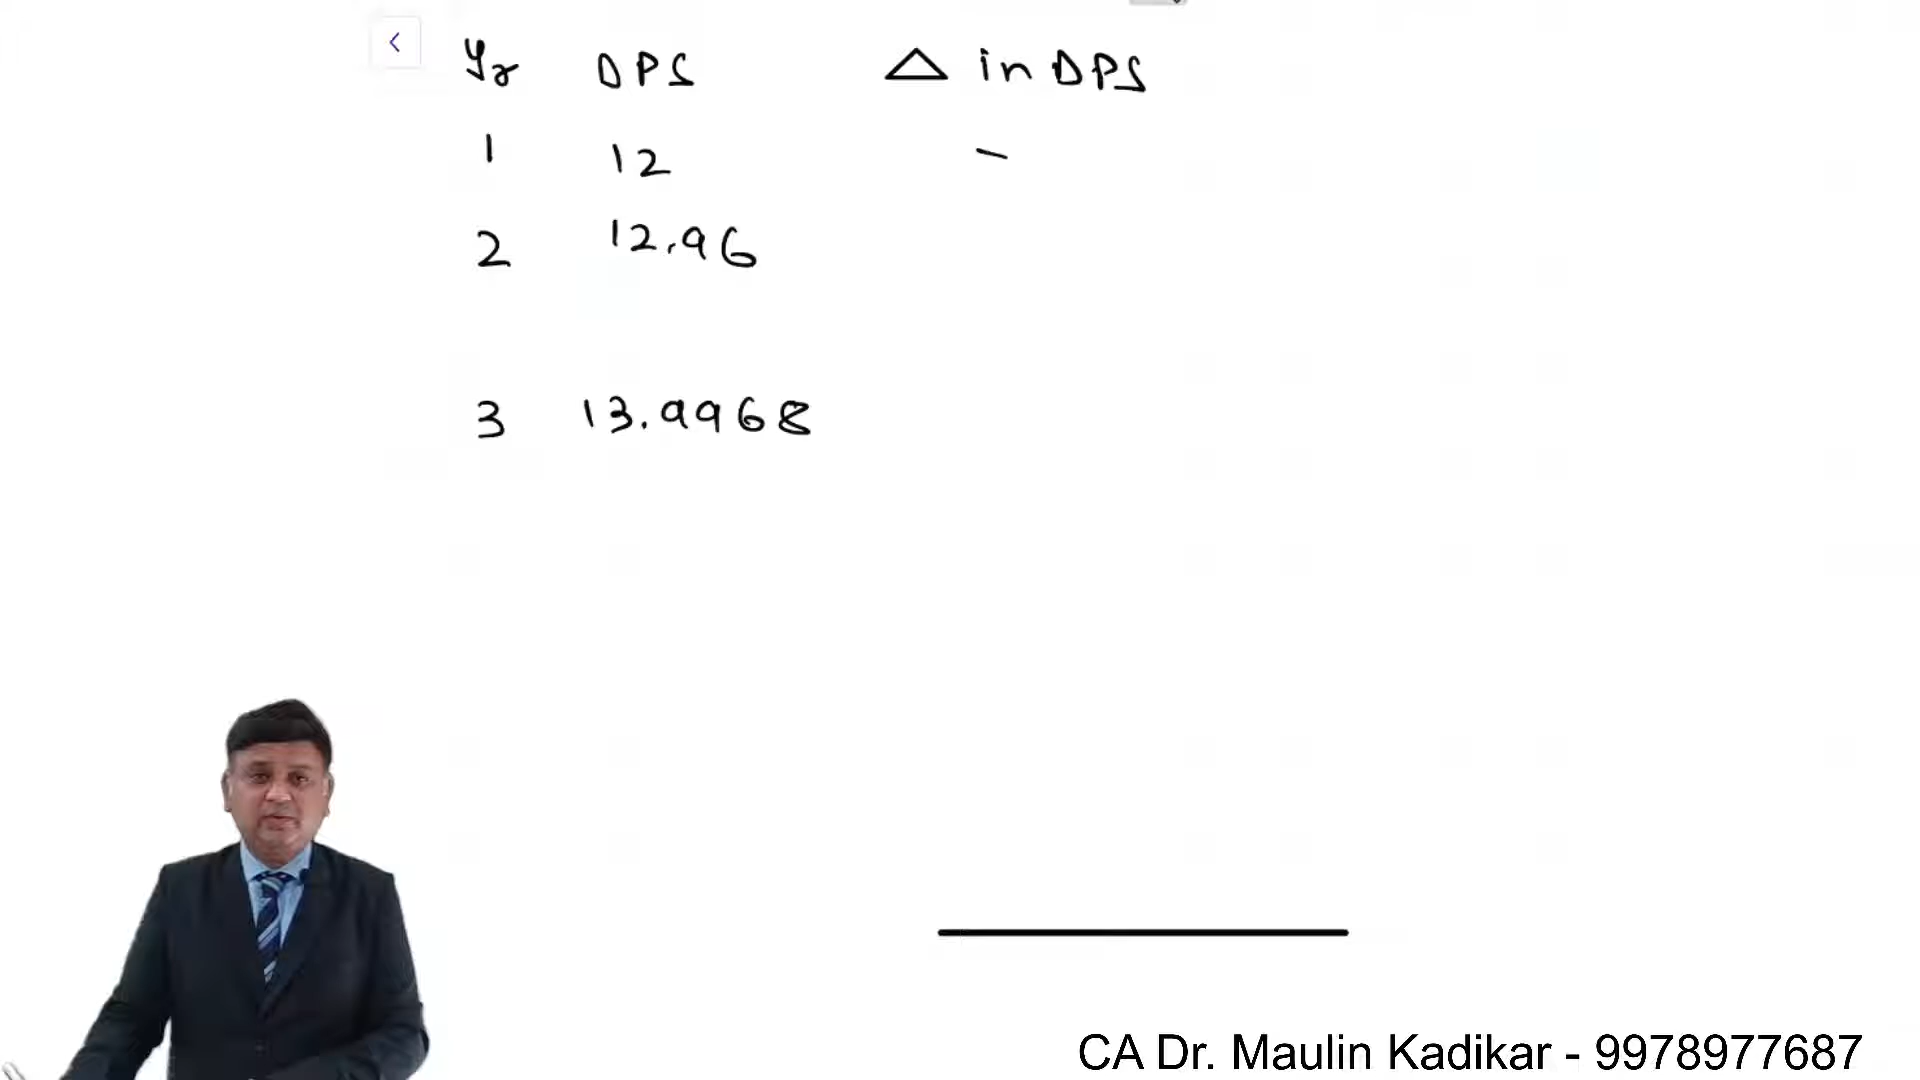 Yr DPS △ in DPS
1 12 -
2 12.96
3 13.9968
CA Dr. Maulin Kadikar - 9978977687